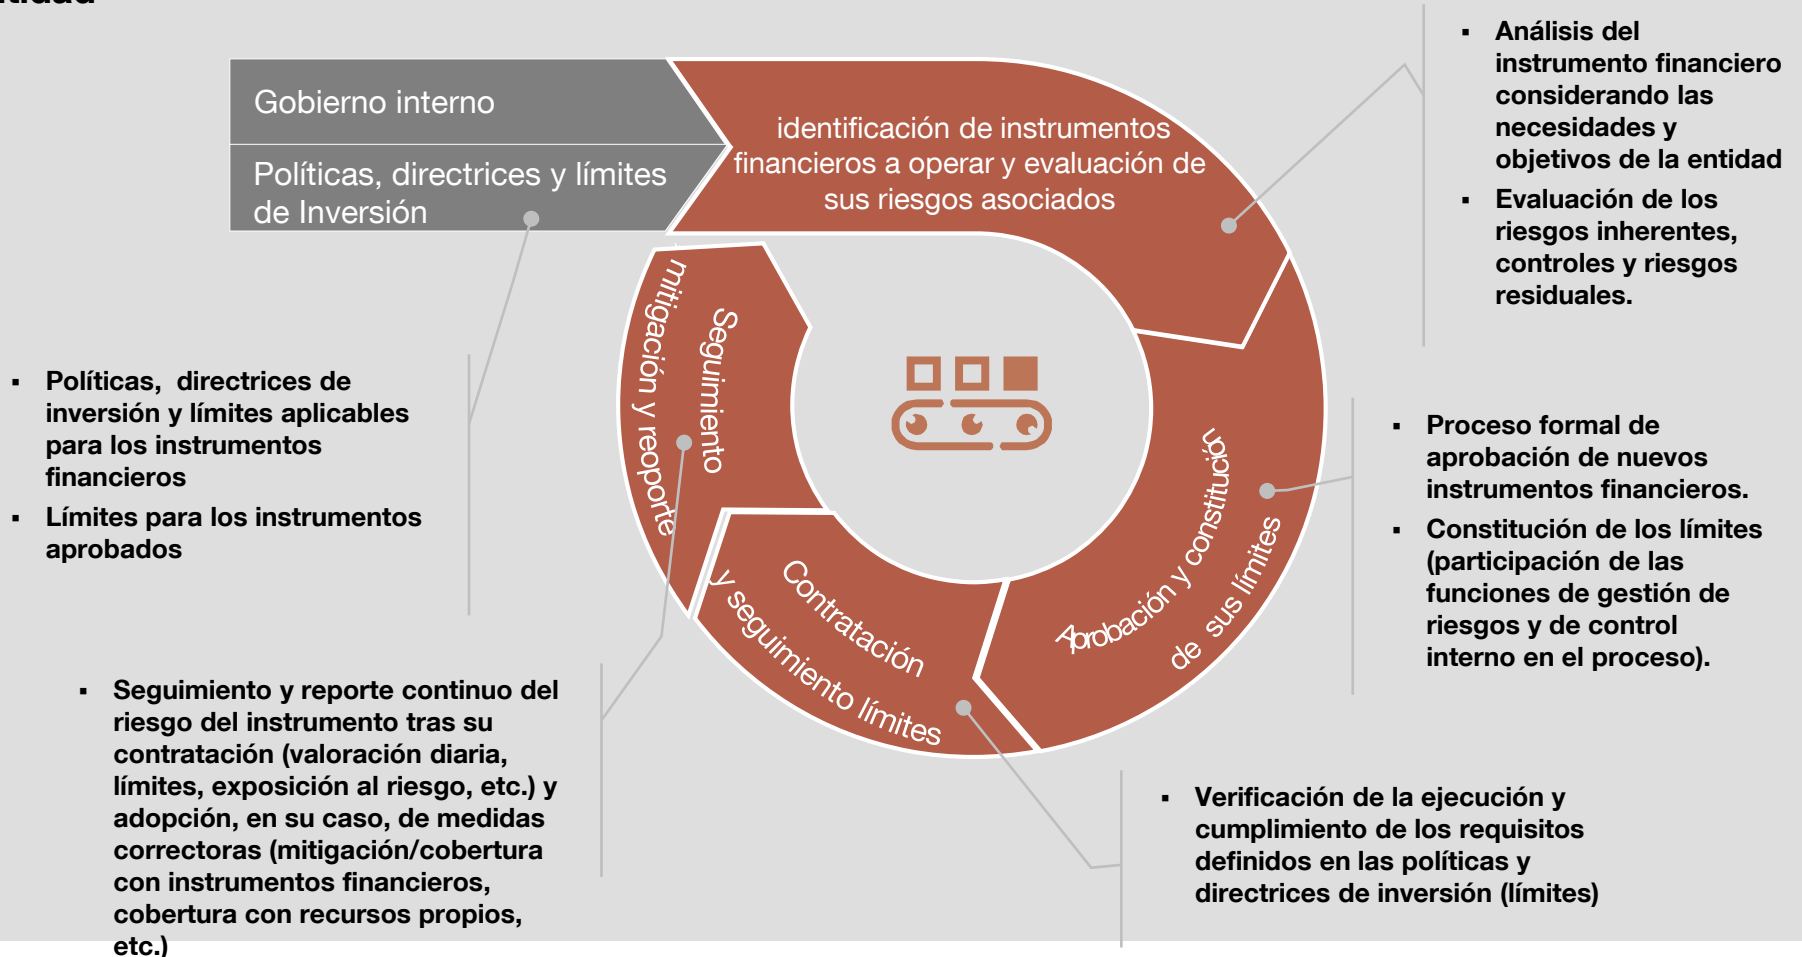 Gobierno interno
Políticas, directrices y límites
de Inversión
identificación de instrumentos
financieros a operar y evaluación de
sus riesgos asociados
▪ Análisis del
instrumento financiero
considerando las
necesidades y
objetivos de la entidad
▪ Evaluación de los
riesgos inherentes,
controles y riesgos
residuales.
Aprobación y constitución
de sus límites
▪ Proceso formal de
aprobación de nuevos
instrumentos financieros.
▪ Constitución de los límites
(participación de las
funciones de gestión de
riesgos y de control
interno en el proceso).
Contratación
y seguimiento límites
▪ Verificación de la ejecución y
cumplimiento de los requisitos
definidos en las políticas y
directrices de inversión (límites)
Seguimiento
, mitigación y reoporte
▪ Seguimiento y reporte continuo del
riesgo del instrumento tras su
contratación (valoración diaria,
límites, exposición al riesgo, etc.) y
adopción, en su caso, de medidas
correctoras (mitigación/cobertura
con instrumentos financieros,
cobertura con recursos propios,
etc.)
▪ Políticas, directrices de
inversión y límites aplicables
para los instrumentos
financieros
▪ Límites para los instrumentos
aprobados